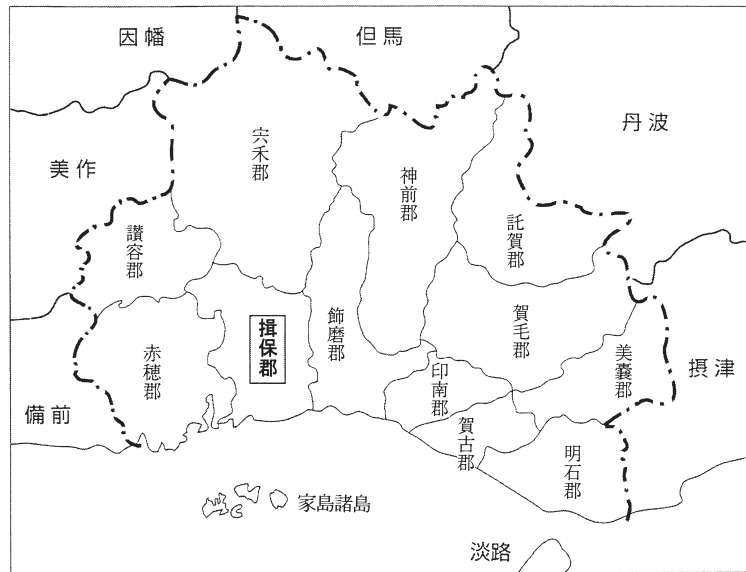 因幡
但馬
丹波
美作
宍禾郡
神前郡
託賀郡
讃容郡
飾磨郡
賀毛郡
揖保郡
赤穂郡
美嚢郡
摂津
印南郡
備前
賀古郡
明石郡
家島諸島
淡路